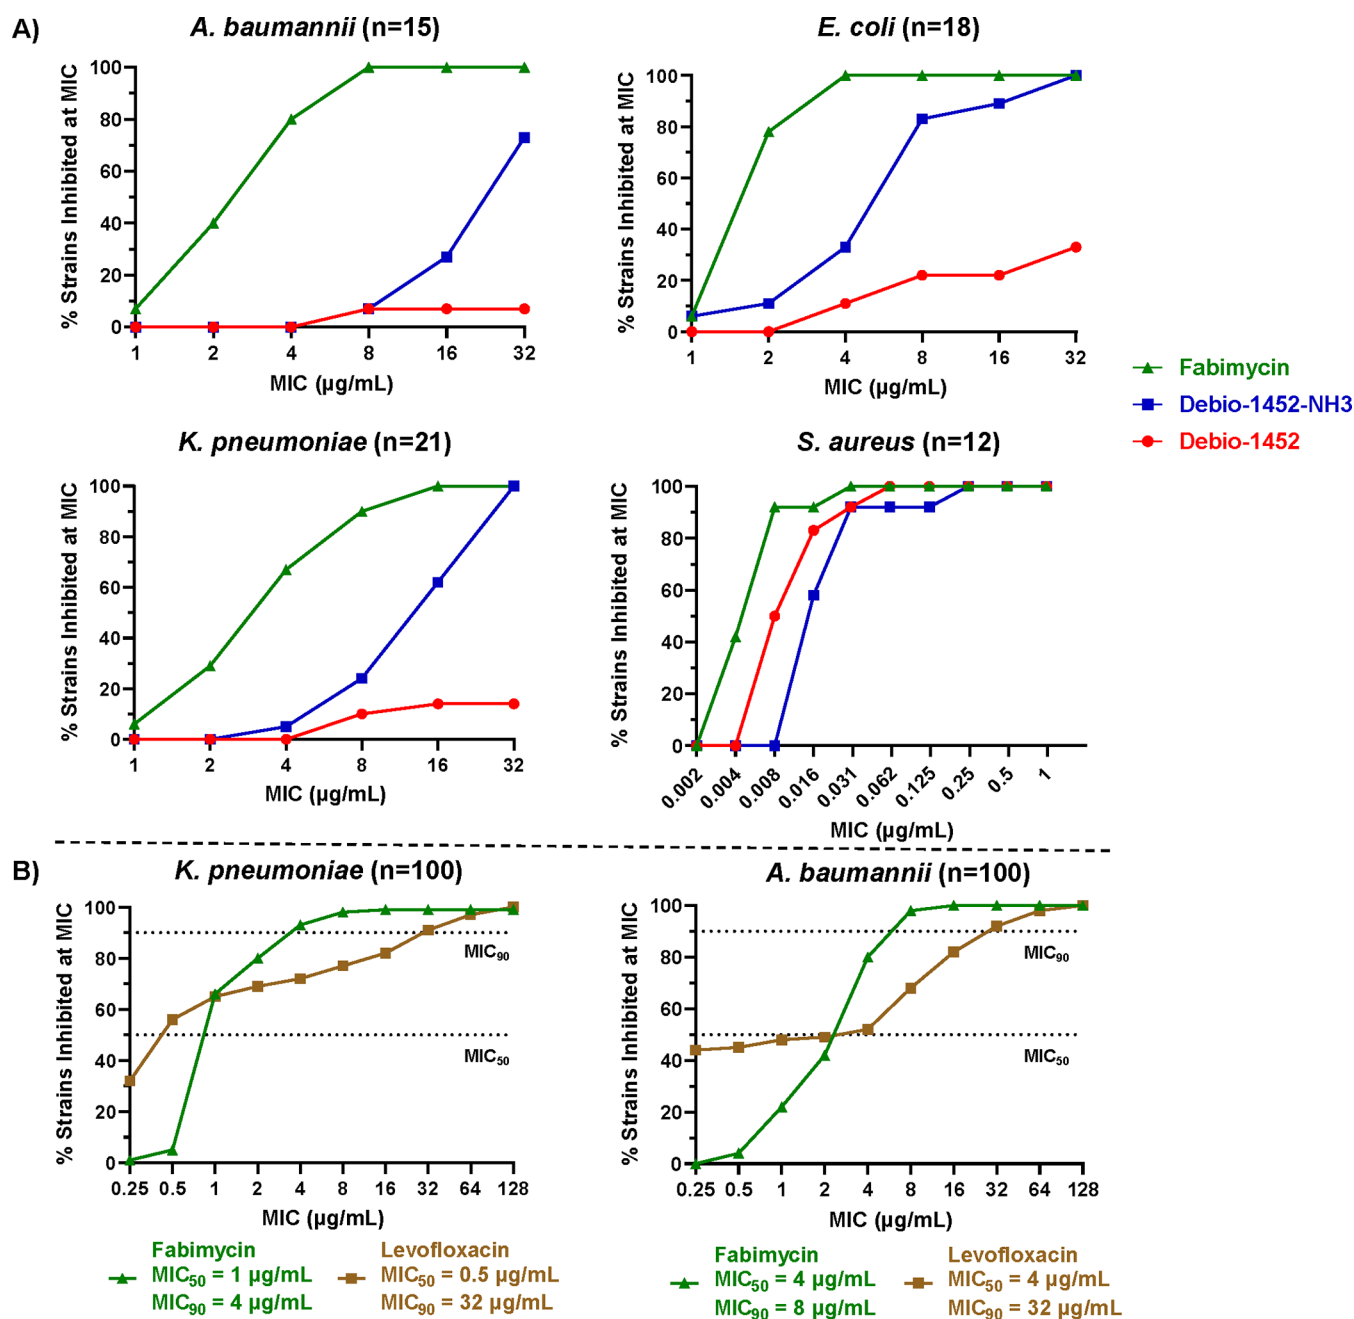 A)
A. baumannii (n=15)
% Strains Inhibited at MIC
100
80
60
40
20
0
1 2 4 8 16 32
MIC (µg/mL)
E. coli (n=18)
% Strains Inhibited at MIC
100
80
60
40
20
0
1 2 4 8 16 32
MIC (µg/mL)
Fabimycin
Debio-1452-NH3
Debio-1452
K. pneumoniae (n=21)
% Strains Inhibited at MIC
100
80
60
40
20
0
1 2 4 8 16 32
MIC (µg/mL)
S. aureus (n=12)
% Strains Inhibited at MIC
100
80
60
40
20
0
0.002 0.004 0.008 0.016 0.031 0.062 0.125 0.25 0.5 1
MIC (µg/mL)
B)
K. pneumoniae (n=100)
% Strains Inhibited at MIC
100
80
60
40
20
0
MIC90
MIC50
0.25 0.5 1 2 4 8 16 32 64 128
MIC (µg/mL)
Fabimycin
MIC50 = 1 µg/mL
MIC90 = 4 µg/mL
Levofloxacin
MIC50 = 0.5 µg/mL
MIC90 = 32 µg/mL
A. baumannii (n=100)
% Strains Inhibited at MIC
100
80
60
40
20
0
MIC90
MIC50
0.25 0.5 1 2 4 8 16 32 64 128
MIC (µg/mL)
Fabimycin
MIC50 = 4 µg/mL
MIC90 = 8 µg/mL
Levofloxacin
MIC50 = 4 µg/mL
MIC90 = 32 µg/mL